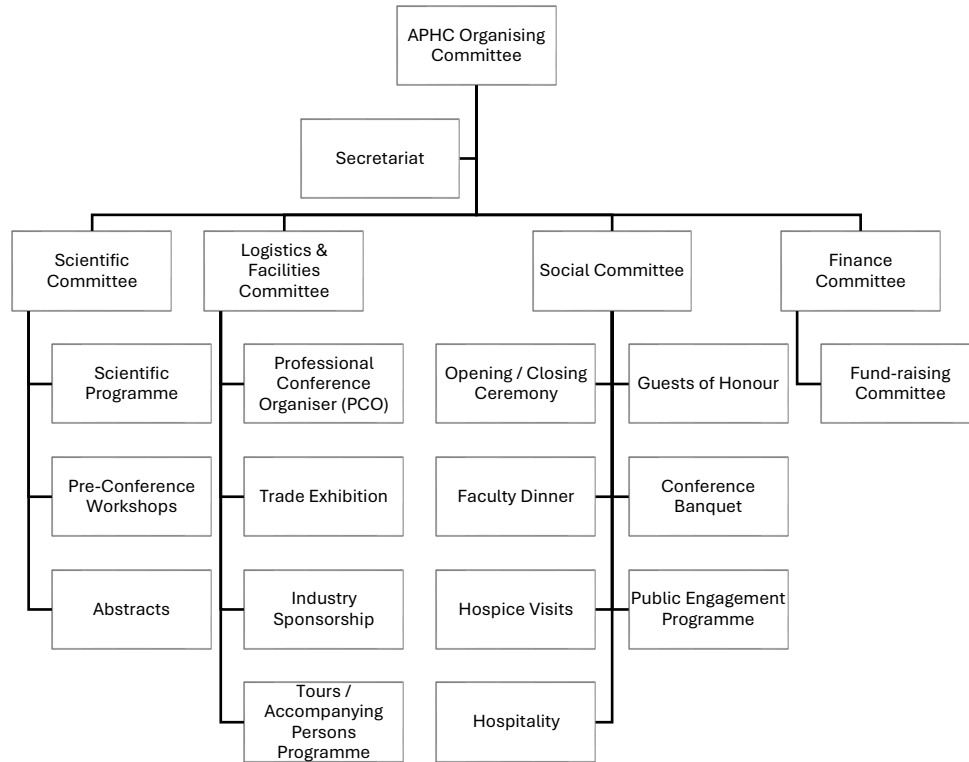 APHC Organising
Committee
Secretariat
Scientific
Committee
Logistics &
Facilities
Committee
Social Committee
Finance
Committee
Scientific
Programme
Professional
Conference
Organiser (PCO)
Opening / Closing
Ceremony
Guests of Honour
Fund-raising
Committee
Pre-Conference
Workshops
Trade Exhibition
Faculty Dinner
Conference
Banquet
Abstracts
Industry
Sponsorship
Hospice Visits
Public Engagement
Programme
Tours /
Accompanying
Persons
Programme
Hospitality